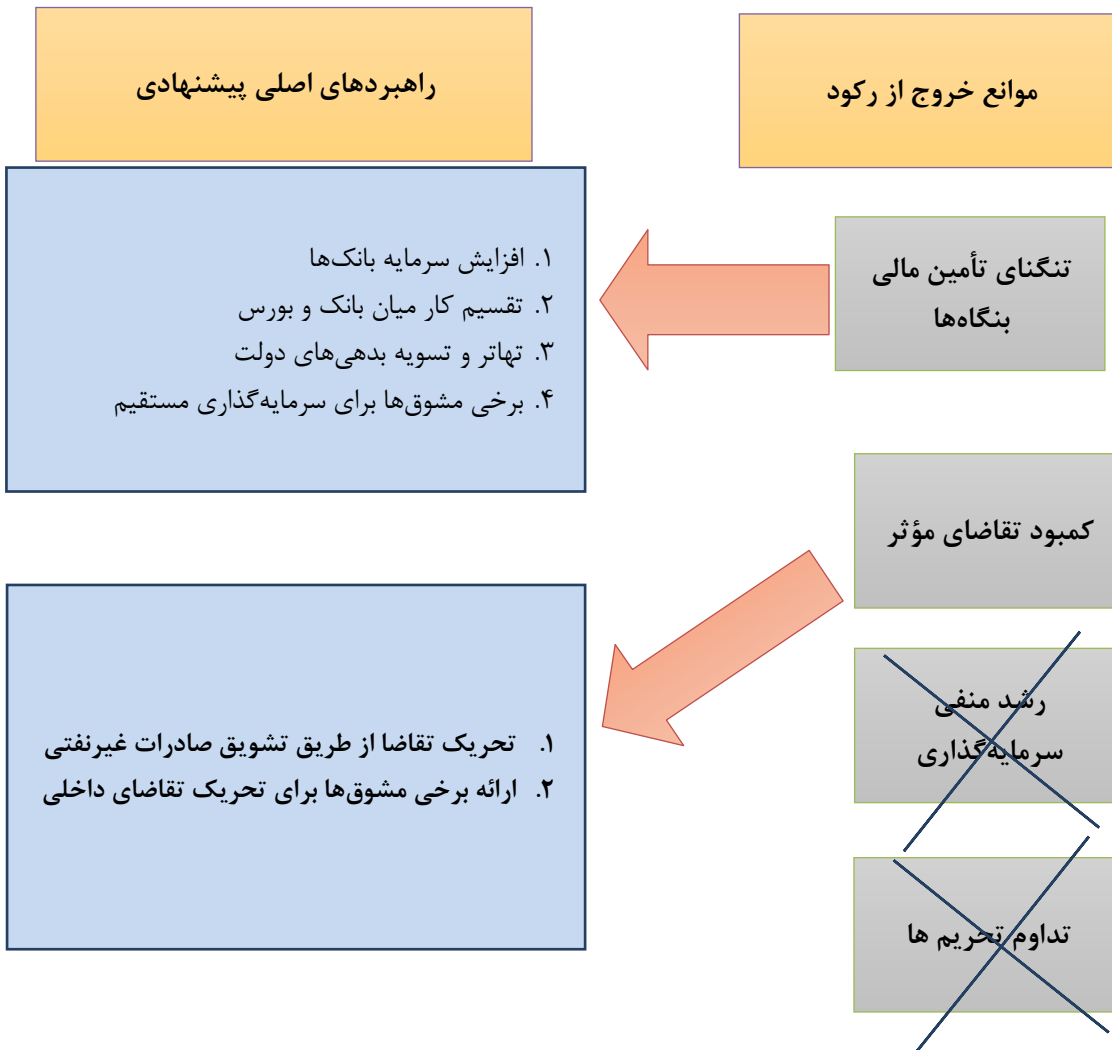 موانع خروج از رکود
راهبردهای اصلی پیشنهادی
تنگنای تأمین مالی
بنگاه‌ها
۱. افزایش سرمایه بانک‌ها
۲. تقسیم کار میان بانک و بورس
۳. تهاتر و تسویه بدهی‌های دولت
۴. برخی مشوق‌ها برای سرمایه‌گذاری مستقیم
کمبود تقاضای مؤثر
۱. تحریک تقاضا از طریق تشویق صادرات غیرنفتی
۲. ارائه برخی مشوق‌ها برای تحریک تقاضای داخلی
رشد منفی
سرمایه‌گذاری
تداوم تحریم ها